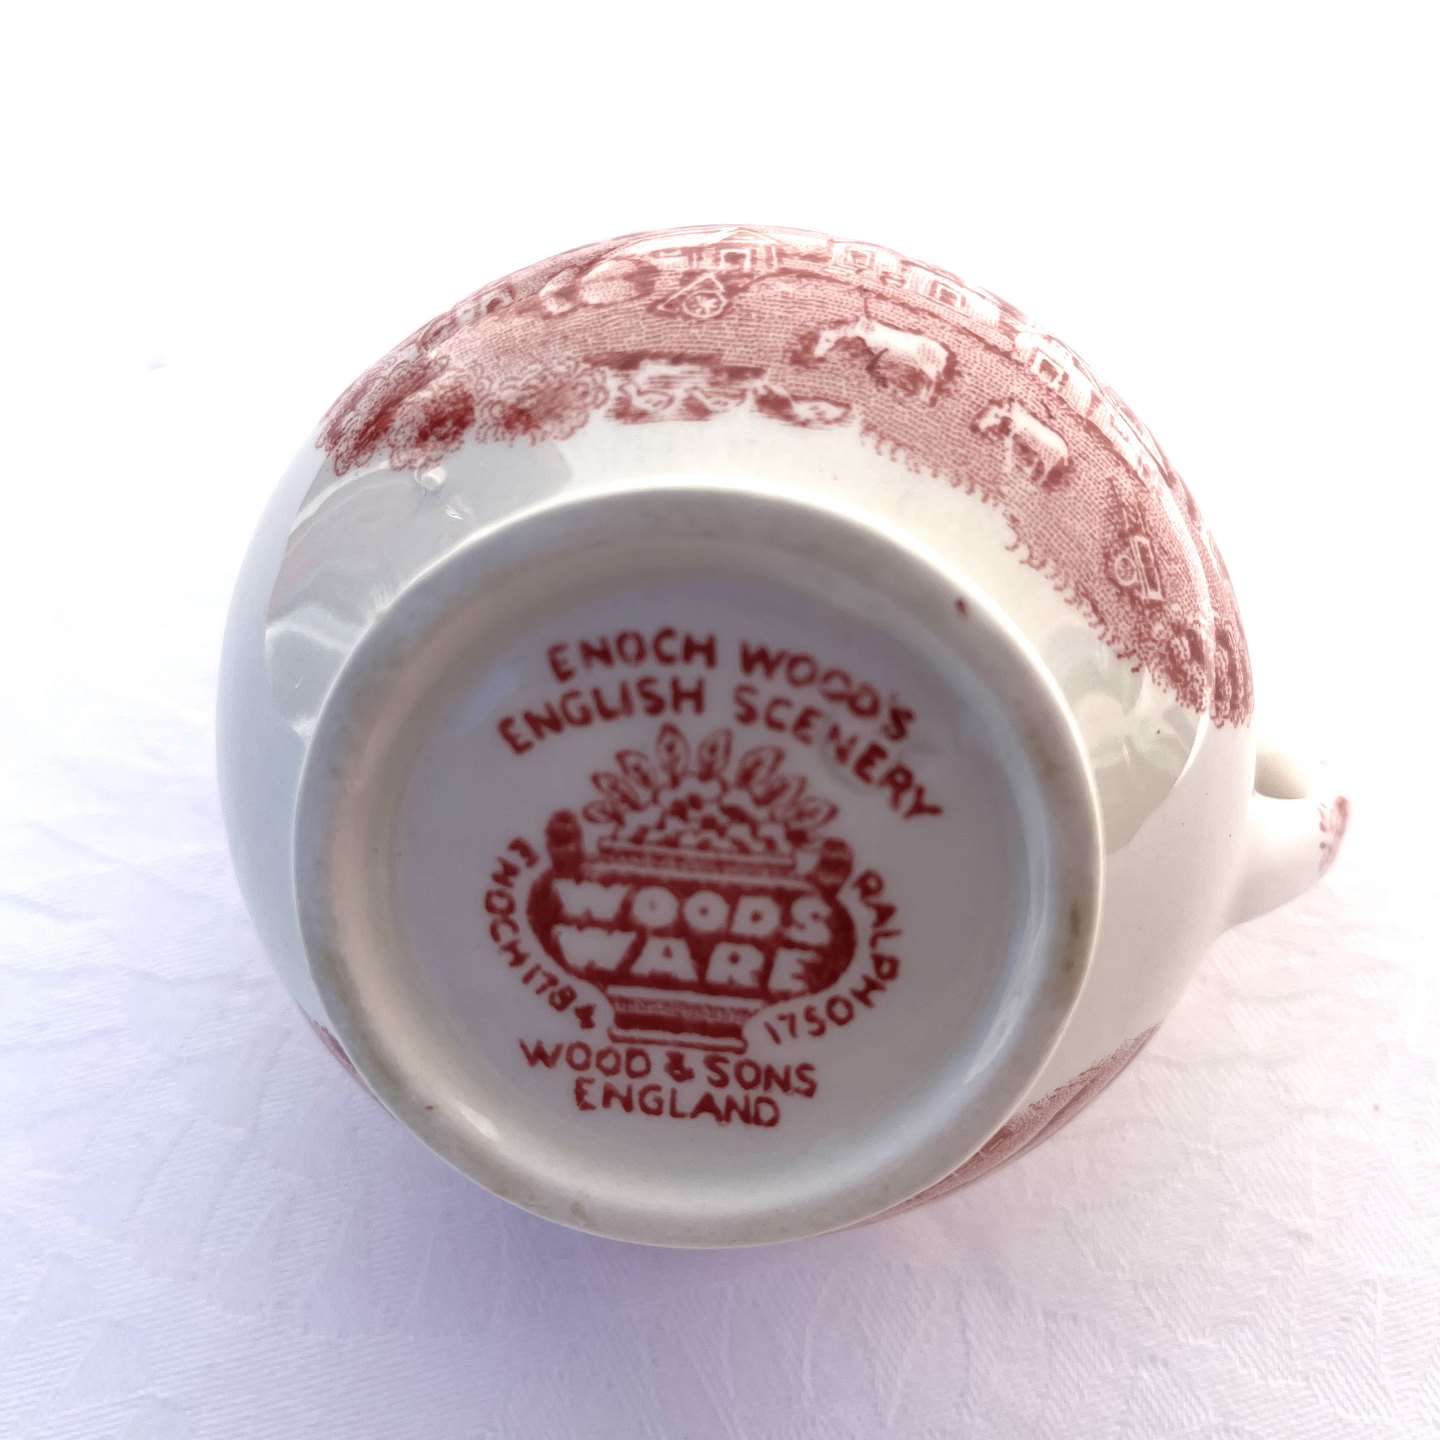 ENOCH WOOD'S
ENGLISH SCENERY
WOODS
WARE
ENOCH 1784
RALPH 1750
WOOD & SONS
ENGLAND